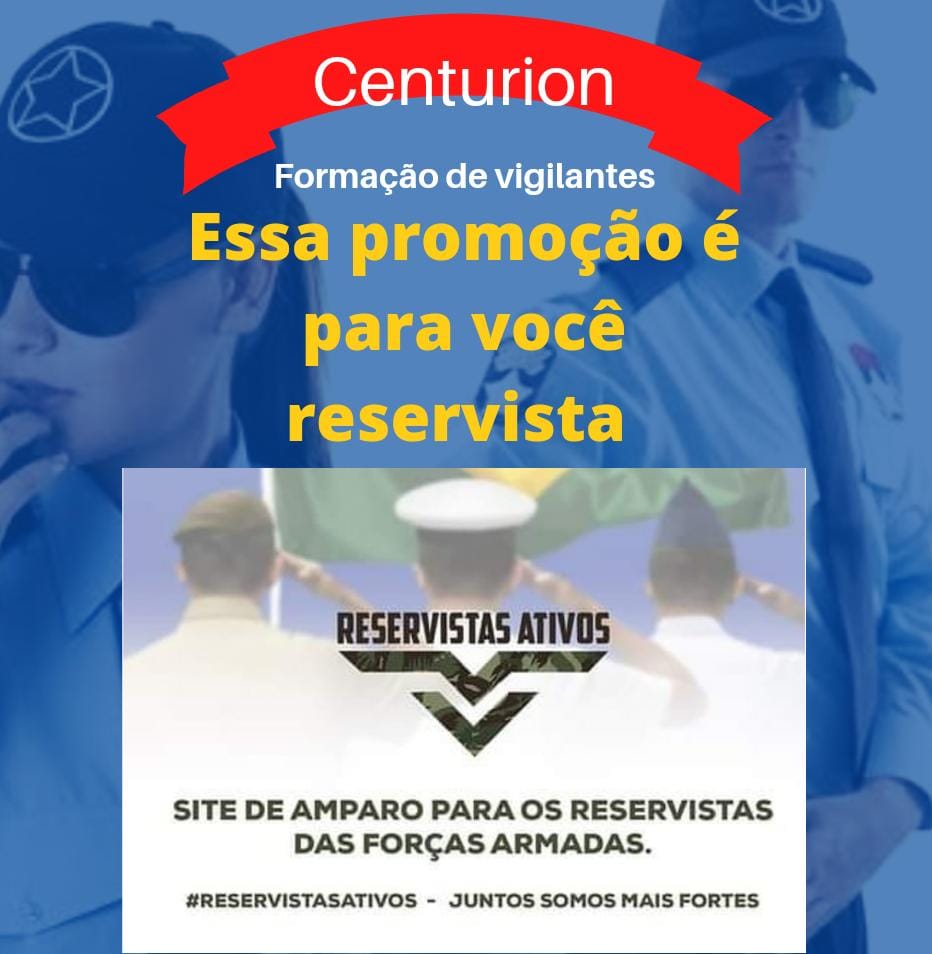 Centurion
Formação de vigilantes
Essa promoção é
para você
reservista
RESERVISTAS ATIVOS
SITE DE AMPARO PARA OS RESERVISTAS
DAS FORÇAS ARMADAS.
#RESERVISTASATIVOS - JUNTOS SOMOS MAIS FORTES